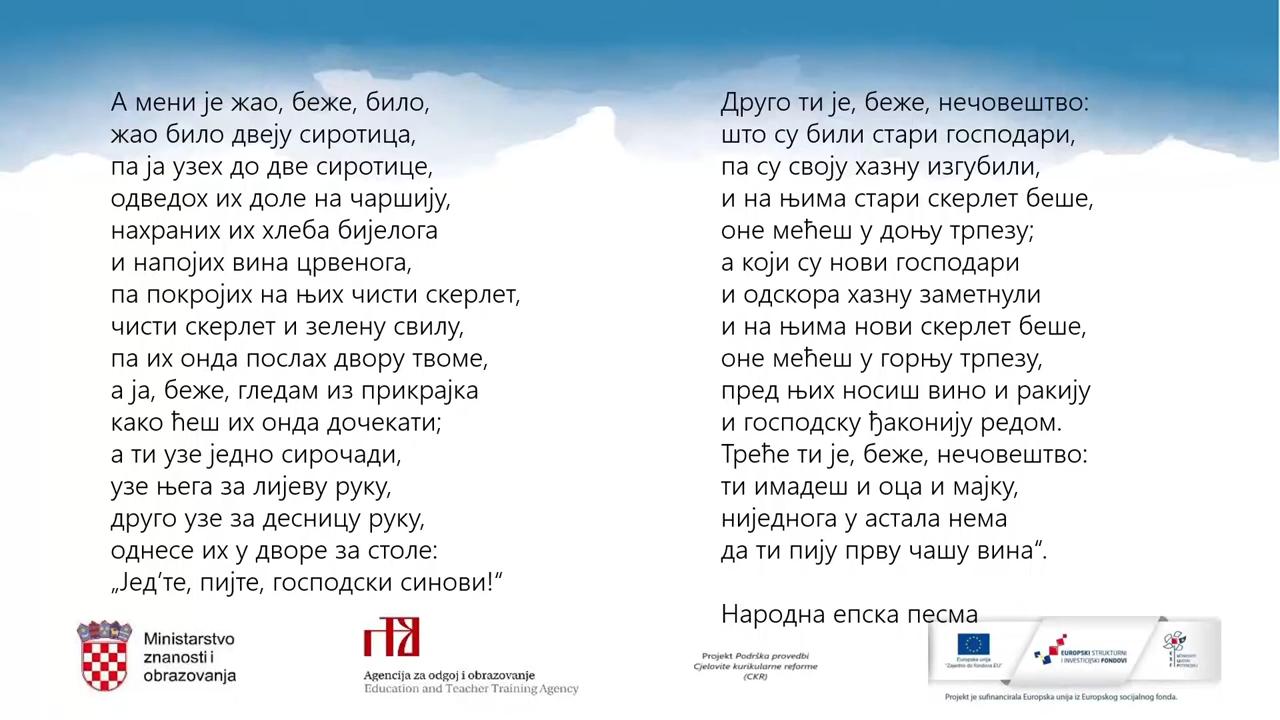 А мени је жао, беже, било,
жао било двеју сиротица,
па ја узех до две сиротице,
одведох их доле на чаршију,
нахраних их хлеба бијелога
и напојих вина црвенога,
па покројих на њих чисти скерлет,
чисти скерлет и зелену свилу,
па их онда послах двору твоме,
а ја, беже, гледам из прикрајка
како ћеш их онда дочекати;
а ти узе једно сирочади,
узе њега за лијеву руку,
друго узе за десницу руку,
однесе их у дворе за столе:
„Јед’те, пијте, господски синови!“
Друго ти је, беже, нечовештво:
што су били стари господари,
па су своју хазну изгубили,
и на њима стари скерлет беше,
оне мећеш у доњу трпезу;
а који су нови господари
и одскора хазну заметнули
и на њима нови скерлет беше,
оне мећеш у горњу трпезу,
пред њих носиш вино и ракију
и господску ђаконију редом.
Треће ти је, беже, нечовештво:
ти имадеш и оца и мајку,
ниједнога у астала нема
да ти пију прву чашу вина“.
Народна епска песма
Ministarstvo
znanosti i
obrazovanja
Agencija za odgoj i obrazovanje
Education and Teacher Training Agency
Projekt Podrška provedbi
Cjelovite kurikularne reforme
(CKR)
Europska unija
"Zajedno do fondova EU"
EUROPSKI STRUKTURNI
I INVESTICIJSKI FONDOVI
Projekt je sufinancirala Europska unija iz Europskog socijalnog fonda.